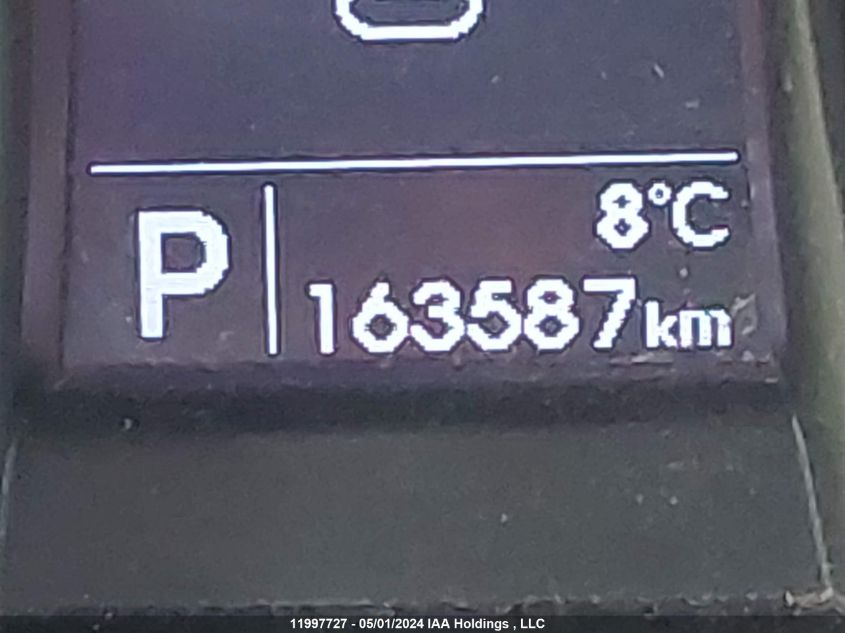 8°C
P
163587km
11997727 - 05/01/2024 IAA Holdings , LLC